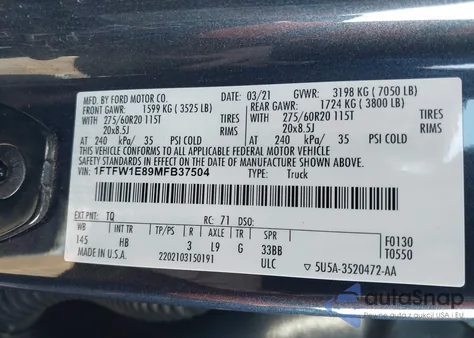 MFD. BY FORD MOTOR CO.
03/21 GVWR: 3198 KG (7050 LB)
FRONT GAWR: 1599 KG (3525 LB)
REAR GAWR: 1724 KG (3800 LB)
WITH 275/60R20 115T TIRES
WITH 275/60R20 115T TIRES
20x8.5J RIMS
20x8.5J RIMS
AT 240 kPa/ 35 PSI COLD
AT 240 kPa/ 35 PSI COLD
THIS VEHICLE CONFORMS TO ALL APPLICABLE FEDERAL MOTOR VEHICLE SAFETY
AND THEFT PREVENTION STANDARDS IN EFFECT ON THE DATE OF MANUFACTURE SHOWN ABOVE.
VIN: 1FTFW1E89MFB37504 TYPE: Truck
EXT PNT: TQ RC: 71 DSO:
WB INT TR TP/PS R AXLE TR SPR F0130
145 HB 3 L9 G 33BB T0550
MADE IN U.S.A. 2202103150191 ULC ▽ 5U5A-3520472-AA
autoSnap